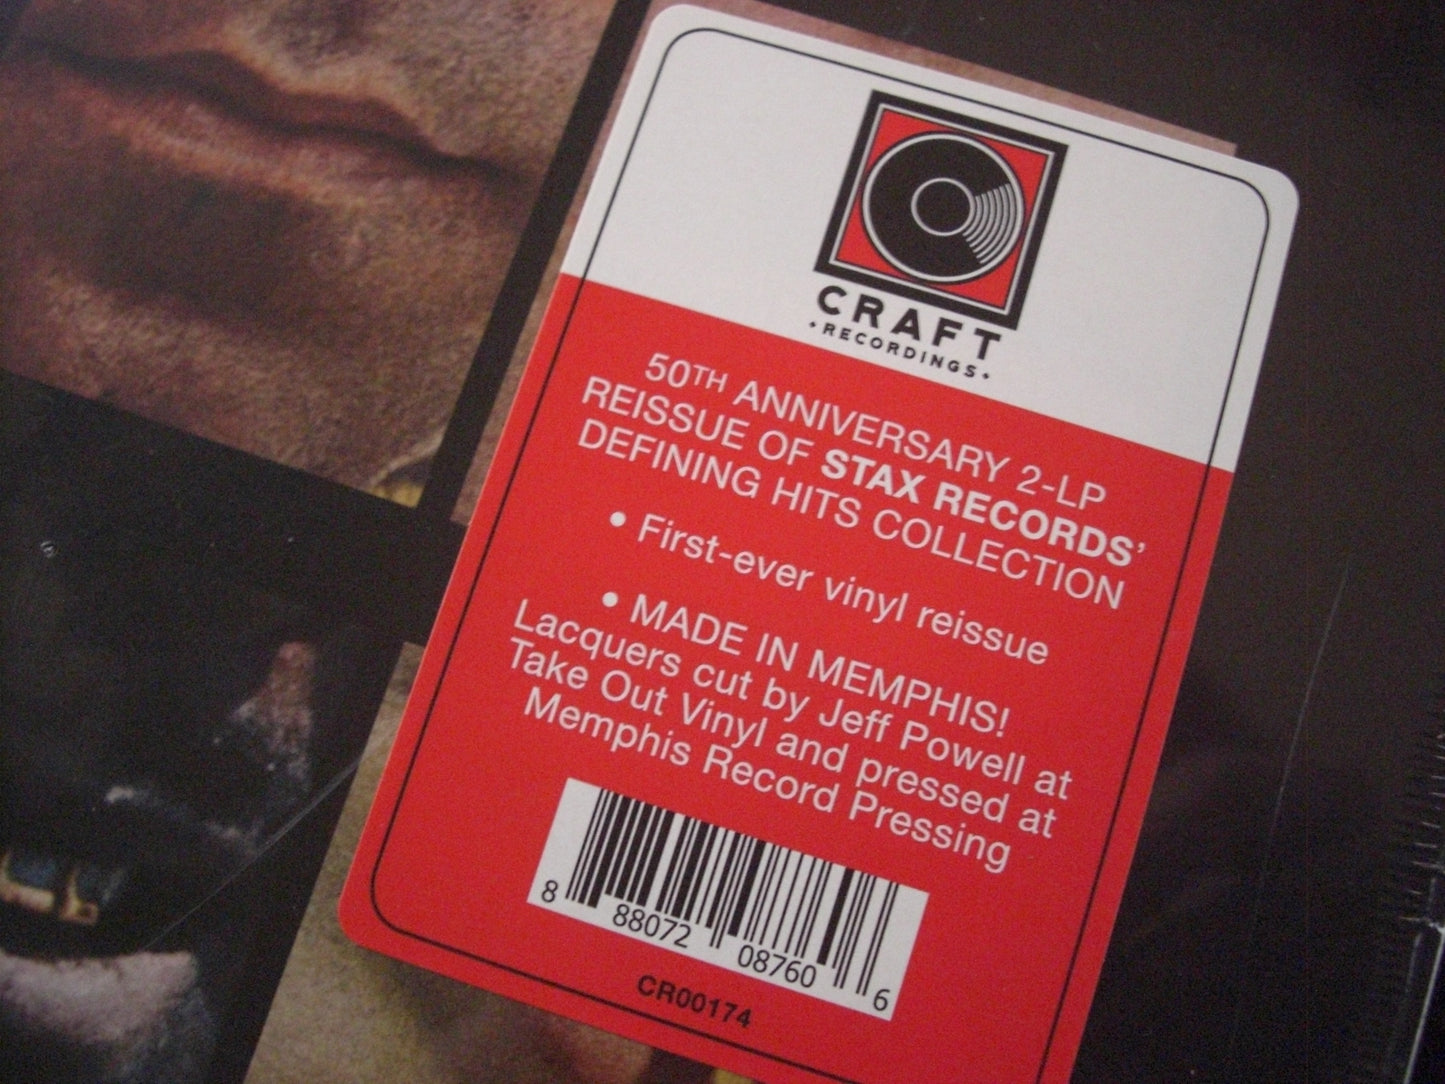 CRAFT
•RECORDINGS•
50TH ANNIVERSARY 2-LP
REISSUE OF STAX RECORDS'
DEFINING HITS COLLECTION
• First-ever vinyl reissue
• MADE IN MEMPHIS!
Lacquers cut by Jeff Powell at
Take Out Vinyl and pressed at
Memphis Record Pressing
8 88072 08760 6
CR00174